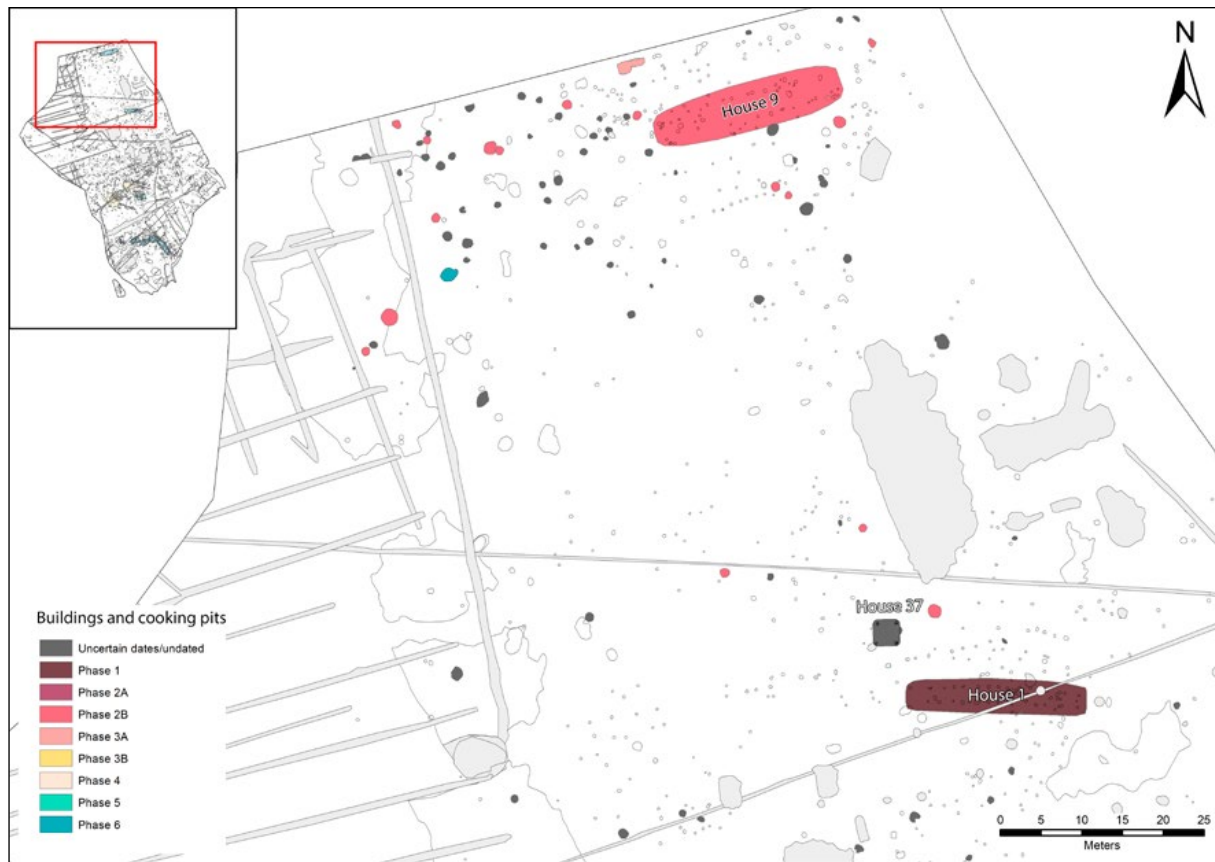 N
House 9
House 37
House 1
Buildings and cooking pits
Uncertain dates/undated
Phase 1
Phase 2A
Phase 2B
Phase 3A
Phase 3B
Phase 4
Phase 5
Phase 6
0 5 10 15 20 25
Meters